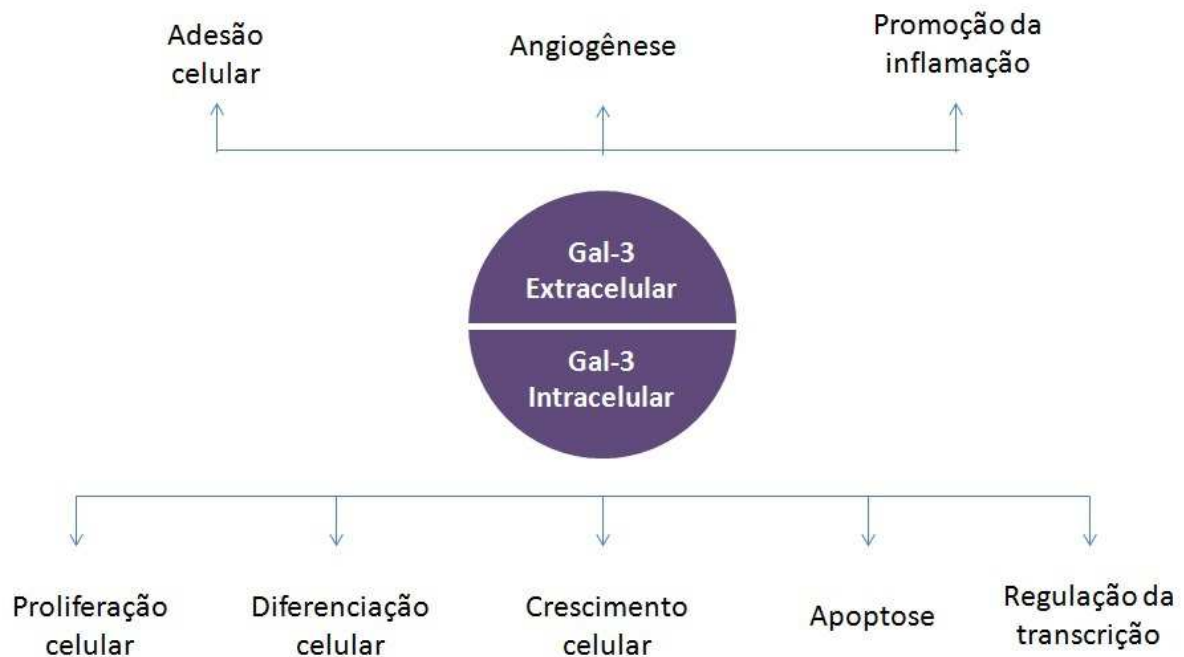 Adesão
celular
Angiogênese
Promoção da
inflamação
Gal-3
Extracelular
Gal-3
Intracelular
Proliferação
celular
Diferenciação
celular
Crescimento
celular
Apoptose
Regulação da
transcrição